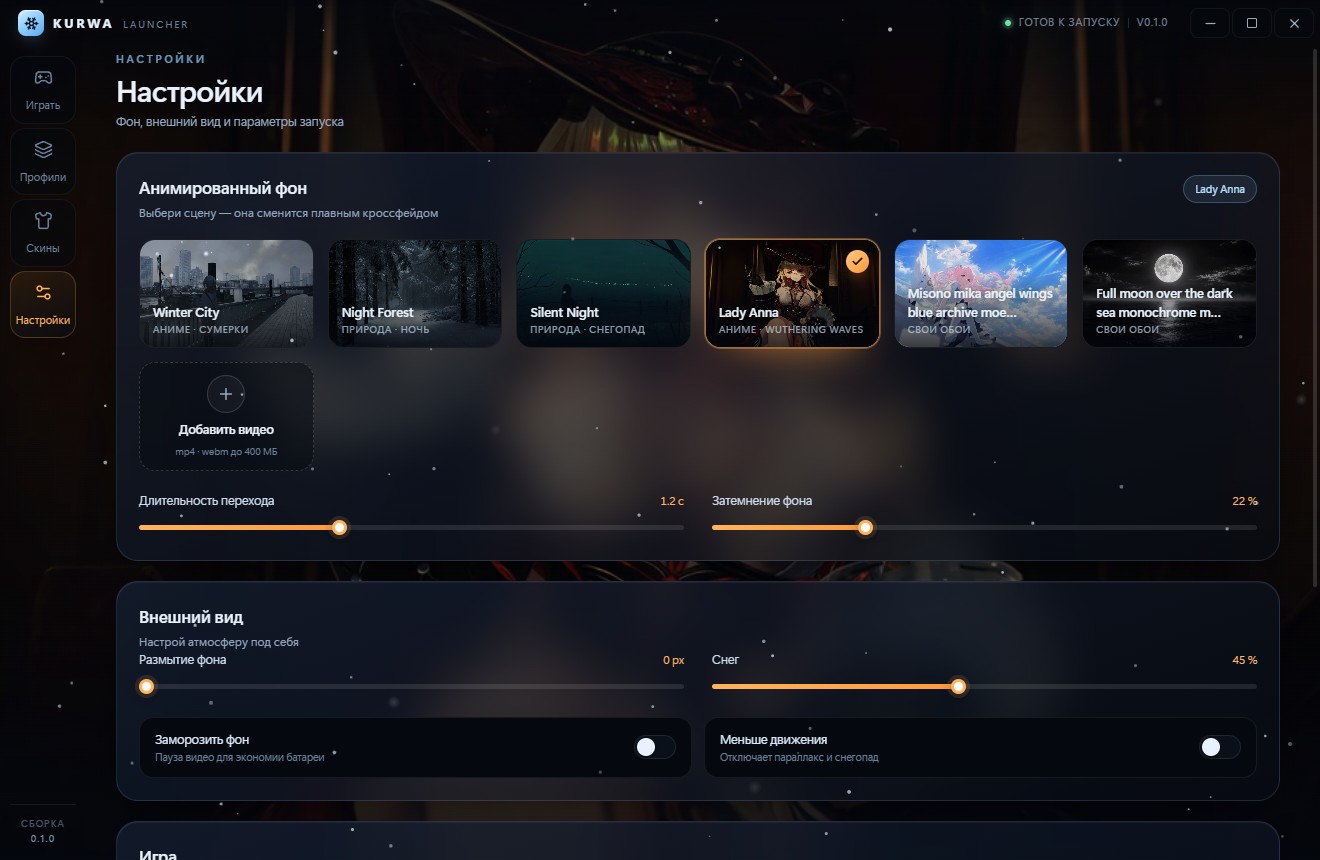 KURWA LAUNCHER
ГОТОВ К ЗАПУСКУ | V0.1.0
Играть
Профили
Скины
Настройки
СБОРКА
0.1.0
НАСТРОЙКИ
Настройки
Фон, внешний вид и параметры запуска
Анимированный фон
Lady Anna
Выбери сцену — она сменится плавным кроссфейдом
Winter City
АНИМЕ · СУМЕРКИ
Night Forest
ПРИРОДА · НОЧЬ
Silent Night
ПРИРОДА · СНЕГОПАД
Lady Anna
АНИМЕ · WUTHERING WAVES
Misono mika angel wings
blue archive moe...
СВОИ ОБОИ
Full moon over the dark
sea monochrome m...
СВОИ ОБОИ
Добавить видео
mp4 · webm до 400 МБ
Длительность перехода
1.2 с
Затемнение фона
22 %
Внешний вид
Настрой атмосферу под себя
Размытие фона
0 px
Снег
45 %
Заморозить фон
Пауза видео для экономии батареи
Меньше движения
Отключает параллакс и снегопад
Игра